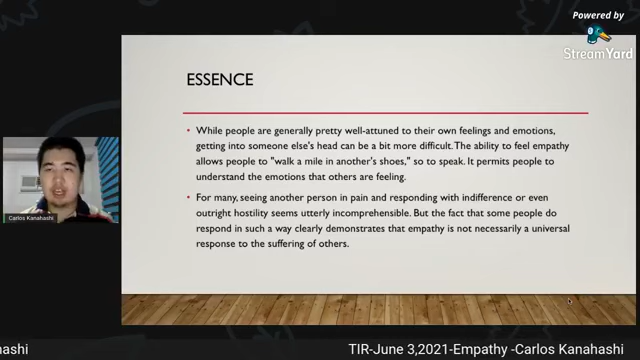 Powered by
StreamYard
ESSENCE
• While people are generally pretty well-attuned to their own feelings and emotions,
getting into someone else's head can be a bit more difficult. The ability to feel empathy
allows people to "walk a mile in another's shoes," so to speak. It permits people to
understand the emotions that others are feeling.
• For many, seeing another person in pain and responding with indifference or even
outright hostility seems utterly incomprehensible. But the fact that some people do
respond in such a way clearly demonstrates that empathy is not necessarily a universal
response to the suffering of others.
Carlos Kanahashi
nashi
TIR-June 3,2021-Empathy -Carlos Kanahashi